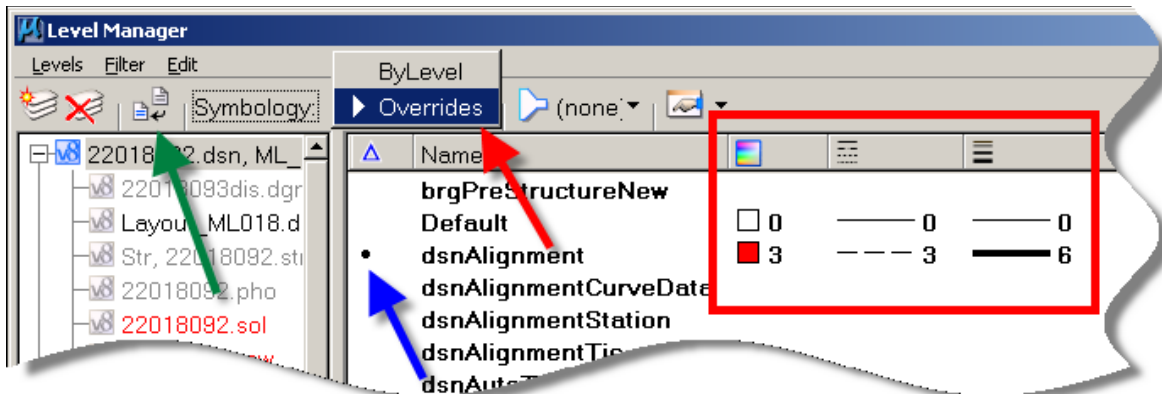 Level Manager
Levels Filter Edit
ByLevel
Overrides
Symbology:
(none)
22018092.dsn, ML_
22018093dis.dgr
Layout_ML018.d
Str, 22018092.str
22018092.pho
22018092.sol
Name
brgPreStructureNew
Default 0 0 0
dsnAlignment 3 3 6
dsnAlignmentCurveData
dsnAlignmentStation
dsnAlignmentTic